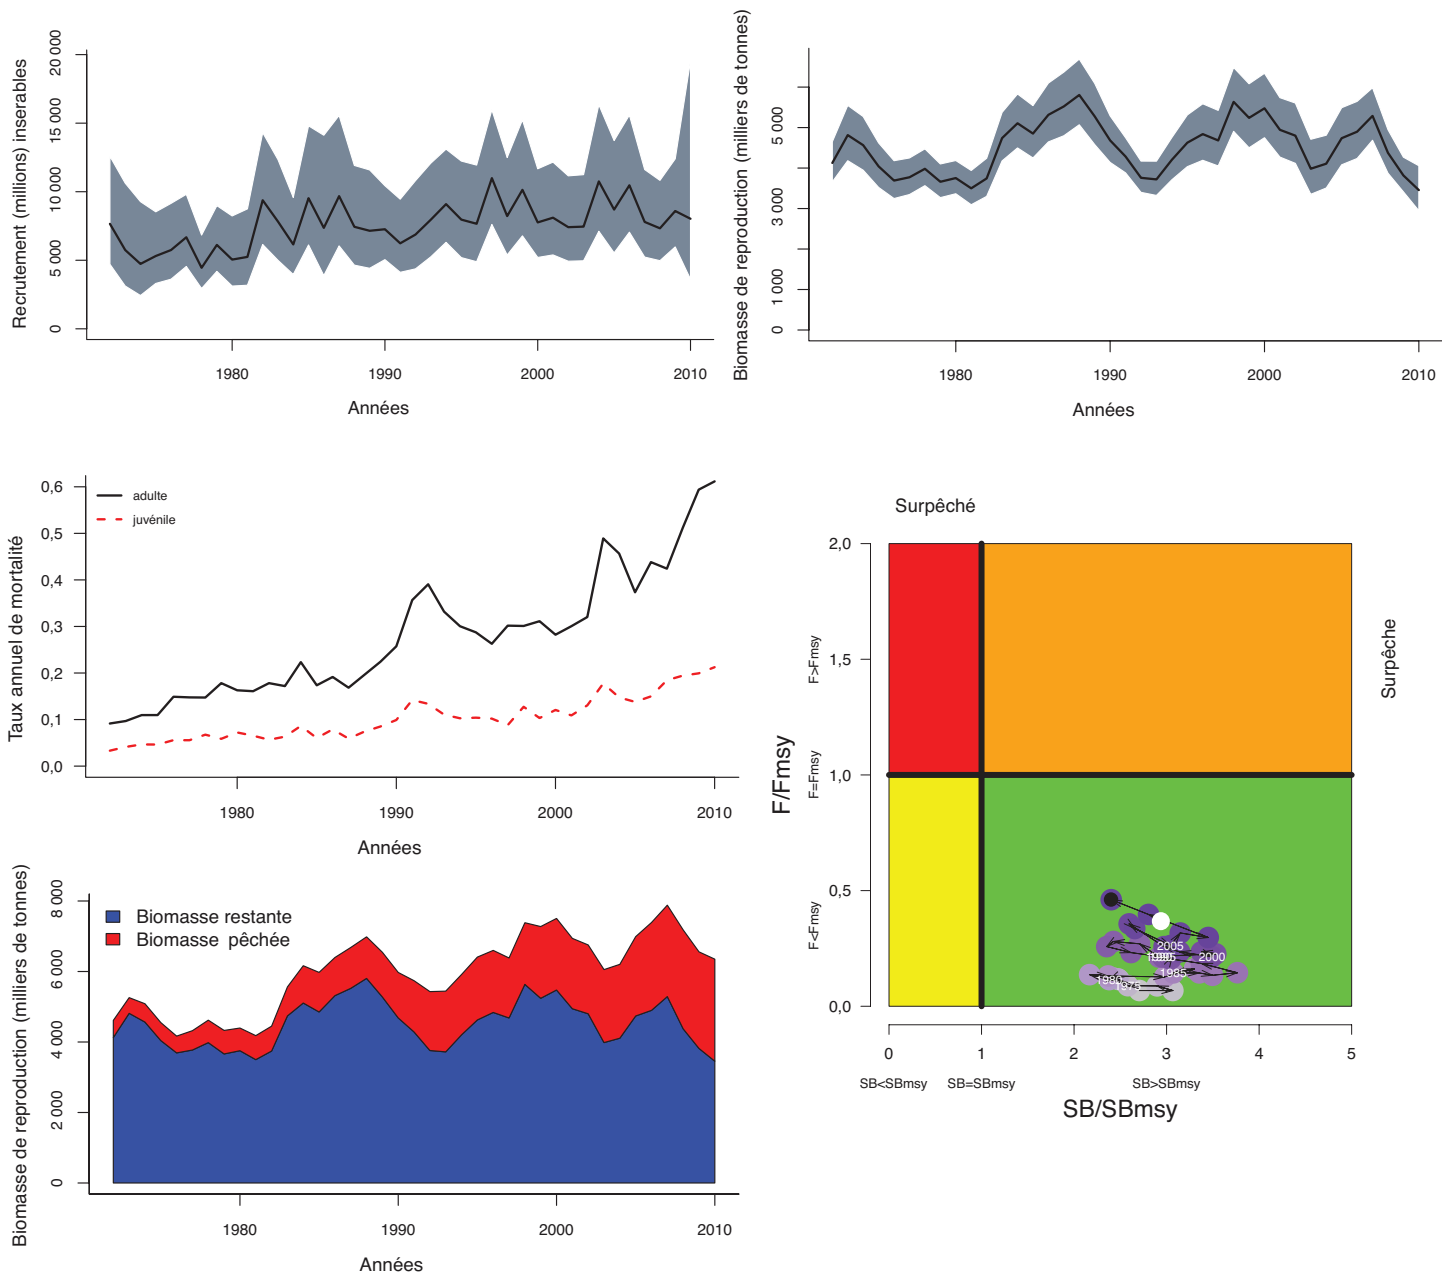 Recrutement (millions) inserables
20 000
15 000
10 000
5 000
0
1980 1990 2000 2010
Années
Biomasse de reproduction (milliers de tonnes)
5 000
3 000
1 000
0
1980 1990 2000 2010
Années
Taux annuel de mortalité
0,6
0,5
0,4
0,3
0,2
0,1
0,0
adulte
juvénile
1980 1990 2000 2010
Années
Biomasse de reproduction (milliers de tonnes)
8 000
6 000
4 000
2 000
0
Biomasse restante
Biomasse pêchée
1980 1990 2000 2010
Années
Surpêché
Surpêche
F/Fmsy
F>Fmsy
F=Fmsy
F<Fmsy
2,0
1,5
1,0
0,5
0,0
2005
1995
2000
1985
1980
1975
0 1 2 3 4 5
SB<SBmsy SB=SBmsy SB>SBmsy
SB/SBmsy